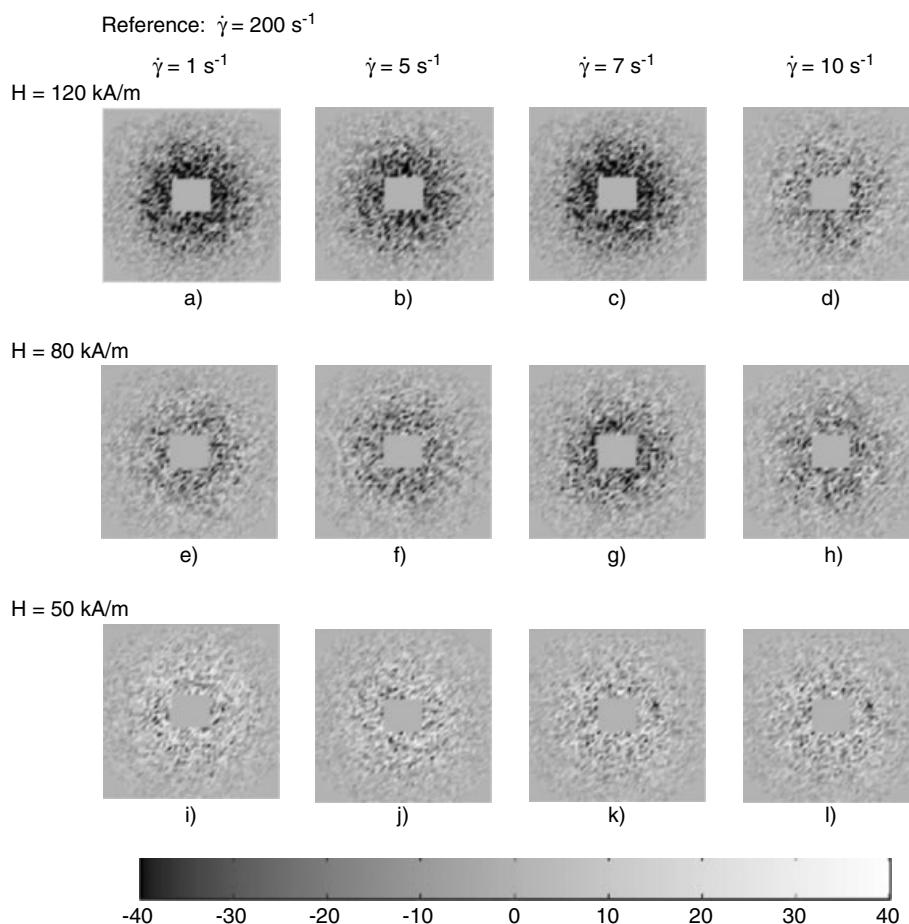 Reference: γ̇ = 200 s⁻¹
γ̇ = 1 s⁻¹ γ̇ = 5 s⁻¹ γ̇ = 7 s⁻¹ γ̇ = 10 s⁻¹
H = 120 kA/m
a) b) c) d)
H = 80 kA/m
e) f) g) h)
H = 50 kA/m
i) j) k) l)
-40 -30 -20 -10 0 10 20 30 40